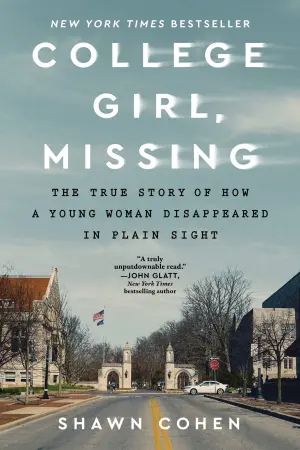 NEW YORK TIMES BESTSELLER
COLLEGE
GIRL,
MISSING
THE TRUE STORY OF HOW
A YOUNG WOMAN DISAPPEARED
IN PLAIN SIGHT
“A truly
unputdownable read.”
—JOHN GLATT,
New York Times
bestselling author
SHAWN COHEN